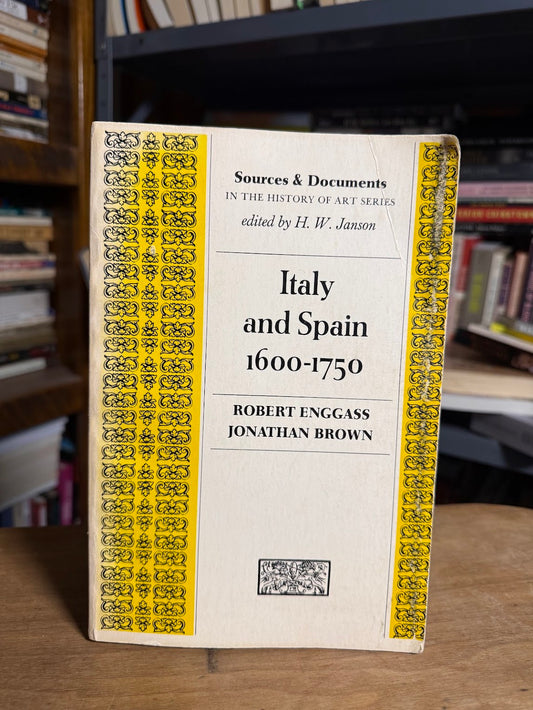 Sources & Documents
IN THE HISTORY OF ART SERIES
edited by H. W. Janson
Italy
and Spain
1600-1750
ROBERT ENGGASS
JONATHAN BROWN